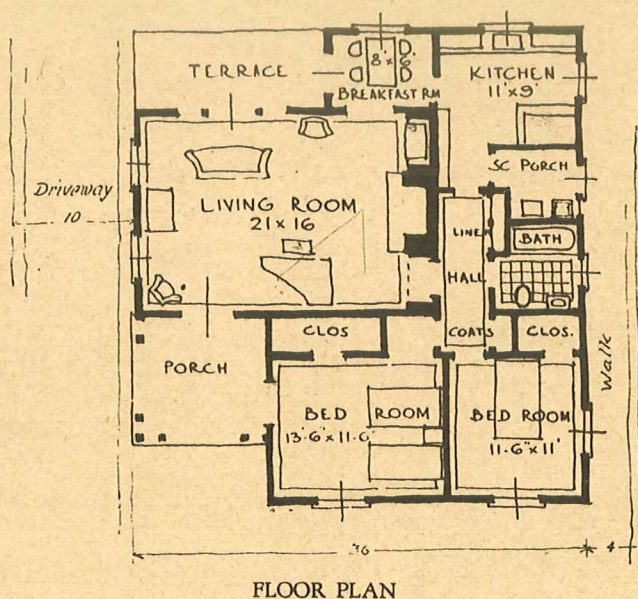 8' x 6'
TERRACE
KITCHEN
11' x 9'
BREAKFAST RM
SC PORCH
Driveway
10
LIVING ROOM
21 x 16
LINEN
BATH
HALL
CLOS
COATS
CLOS.
PORCH
Walk
BED ROOM
13-6" x 11-6"
BED ROOM
11-6" x 11'
36
4
FLOOR PLAN